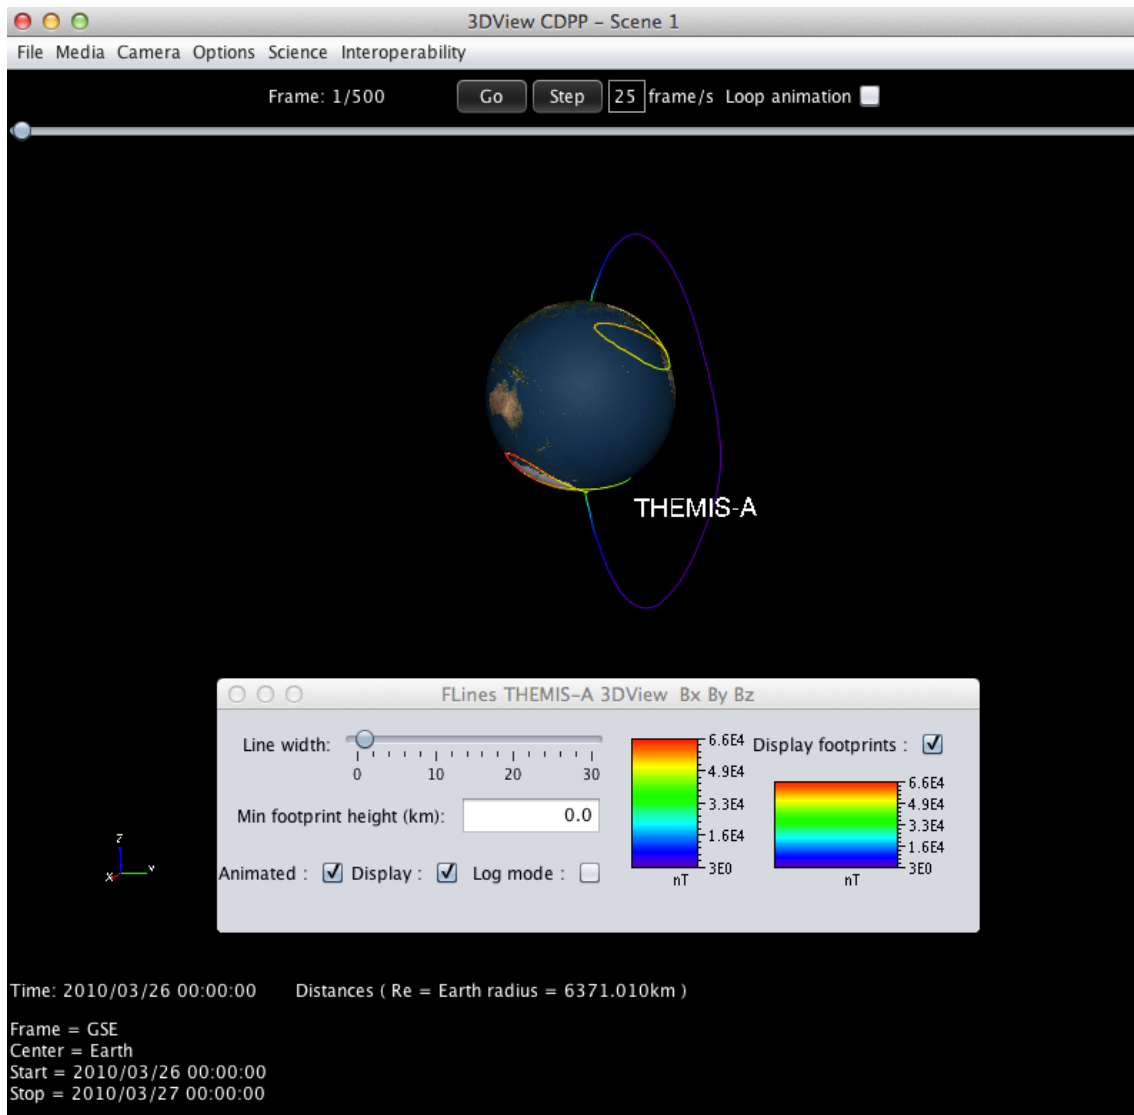 3DView CDPP – Scene 1
File Media Camera Options Science Interoperability
Frame: 1/500 Go Step 25 frame/s Loop animation
THEMIS-A
FLines THEMIS-A 3DView Bx By Bz
Line width:
0 10 20 30
Min footprint height (km): 0.0
Animated : Display : Log mode :
6.6E4
4.9E4
3.3E4
1.6E4
3E0
nT
Display footprints :
6.6E4
4.9E4
3.3E4
1.6E4
3E0
nT
z
x
Y
Time: 2010/03/26 00:00:00 Distances ( Re = Earth radius = 6371.010km )
Frame = GSE
Center = Earth
Start = 2010/03/26 00:00:00
Stop = 2010/03/27 00:00:00